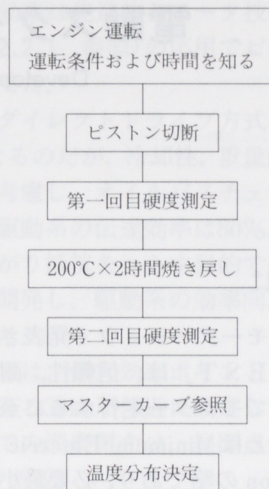 エンジン運転
運転条件および時間を知る
ピストン切断
第一回目硬度測定
200℃×2時間焼き戻し
第二回目硬度測定
マスターカーブ参照
温度分布決定